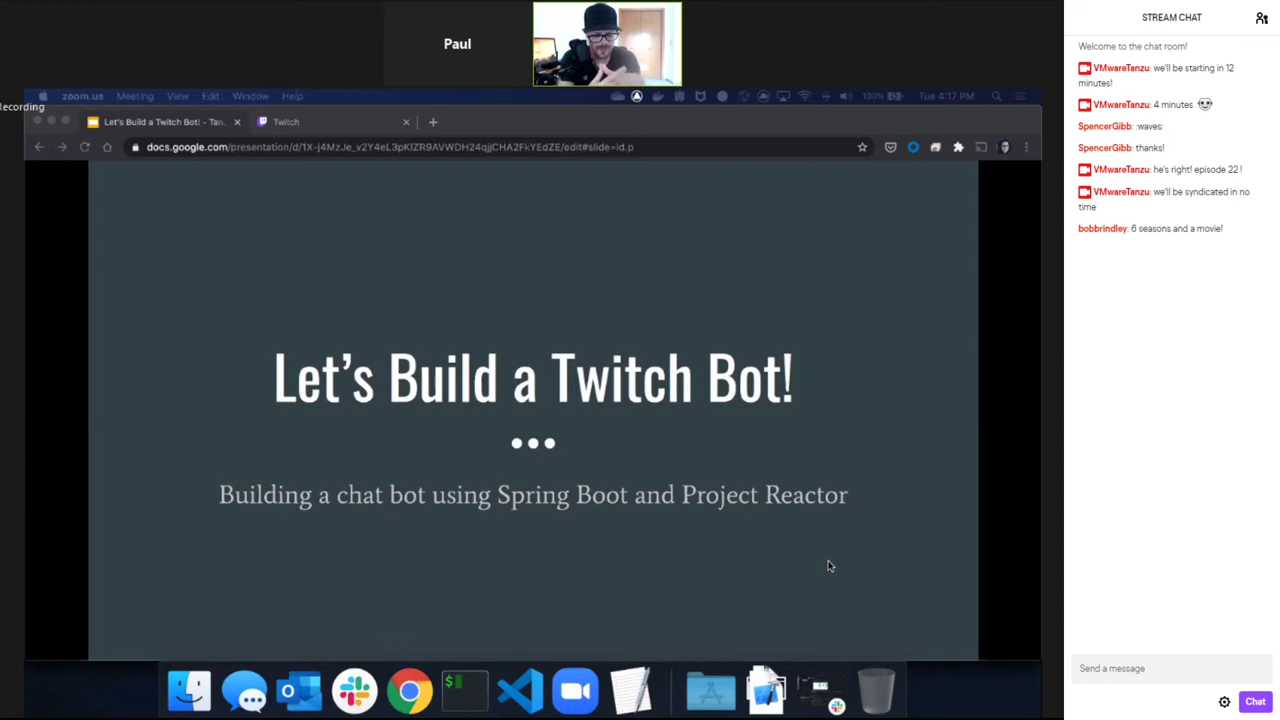 Paul
Recording
zoom.us Meeting View Edit Window Help
100%
Tue 4:17 PM
Let's Build a Twitch Bot! - Tan.
Twitch
docs.google.com/presentation/d/1X-j4MzJe_v2Y4eL3pKIZR9AVWDH24qjjCHA2FkYEdZE/edit#slide=id.p
Let's Build a Twitch Bot!
Building a chat bot using Spring Boot and Project Reactor
STREAM CHAT
Welcome to the chat room!
VMwareTanzu: we'll be starting in 12
minutes!
VMwareTanzu: 4 minutes
SpencerGibb: :waves:
SpencerGibb: thanks!
VMwareTanzu: he's right! episode 22 !
VMwareTanzu: we'll be syndicated in no
time
bobbrindley: 6 seasons and a movie!
Send a message
Chat